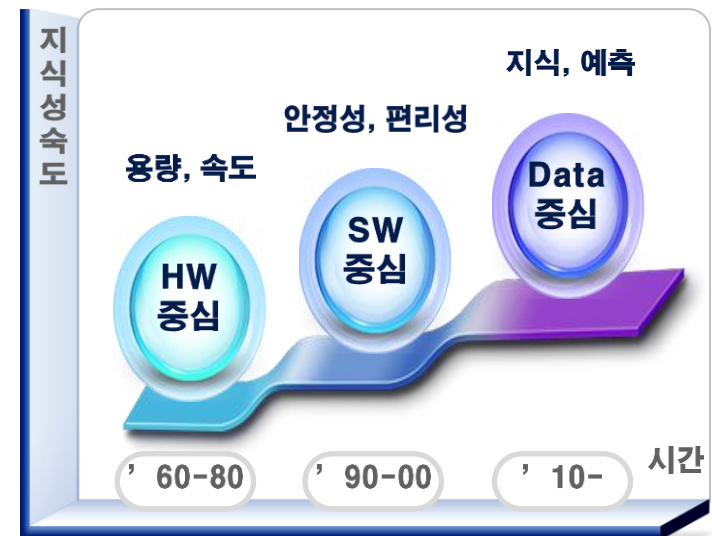 지식성숙도
지식, 예측
안정성, 편리성
용량, 속도
Data
중심
SW
중심
HW
중심
시간
’ 60-80
’ 90-00
’ 10-